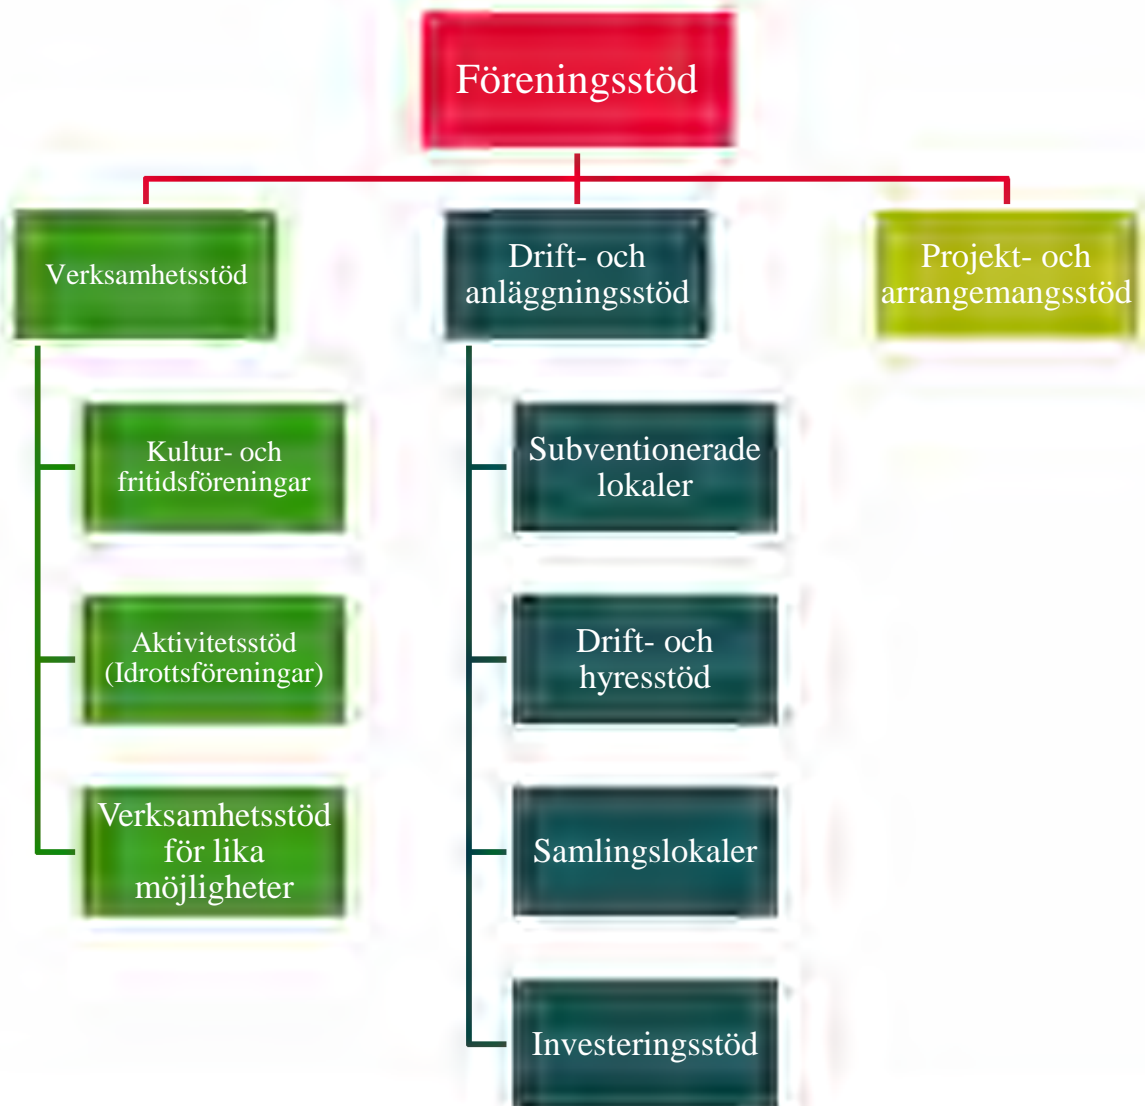 Föreningsstöd
Verksamhetsstöd
Drift- och
anläggningsstöd
Projekt- och
arrangemangsstöd
Kultur- och
fritidsföreningar
Aktivitetsstöd
(Idrottsföreningar)
Verksamhetsstöd
för lika
möjligheter
Subventionerade
lokaler
Drift- och
hyresstöd
Samlingslokaler
Investeringsstöd